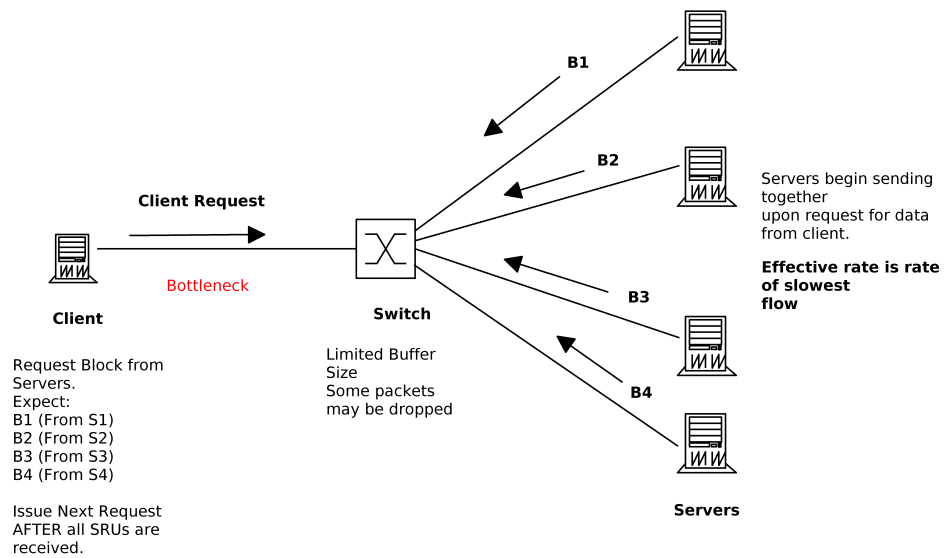 B1
B2
Client Request
Servers begin sending
together
upon request for data
from client.
Effective rate is rate
of slowest
flow
Bottleneck
B3
Client
Switch
Limited Buffer
Size
Some packets
may be dropped
B4
Request Block from
Servers.
Expect:
B1 (From S1)
B2 (From S2)
B3 (From S3)
B4 (From S4)
Issue Next Request
AFTER all SRUs are
received.
Servers